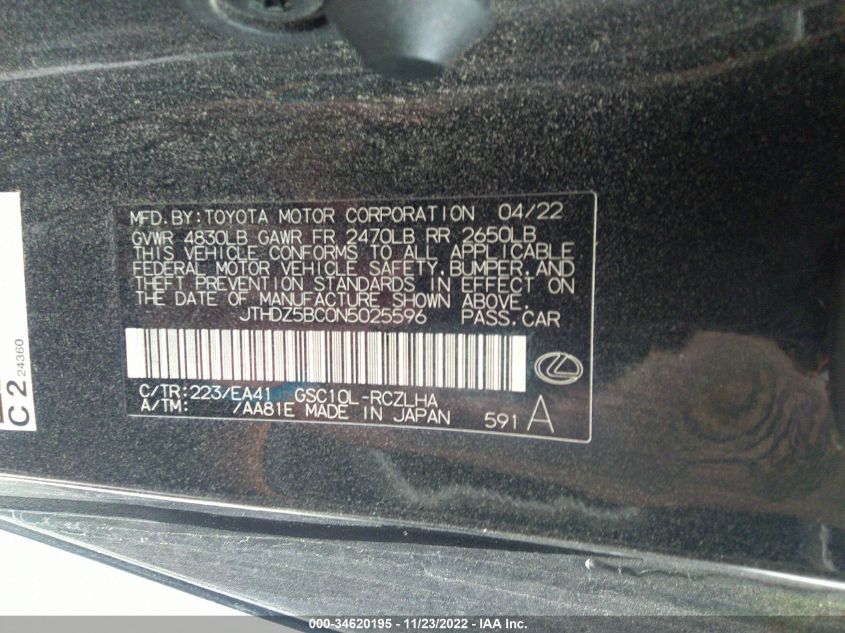 MFD. BY: TOYOTA MOTOR CORPORATION 04/22
GVWR 4830LB GAWR FR 2470LB RR 2650LB
THIS VEHICLE CONFORMS TO ALL APPLICABLE
FEDERAL MOTOR VEHICLE SAFETY, BUMPER, AND
THEFT PREVENTION STANDARDS IN EFFECT ON
THE DATE OF MANUFACTURE SHOWN ABOVE.
JTHDZ5BC0N5025596 PASS. CAR
C/TR: 223/EA41 GSC10L-RCZLHA
A/TM: /AA81E MADE IN JAPAN 591 A
C2 24360
000-34620195 - 11/23/2022 - IAA Inc.